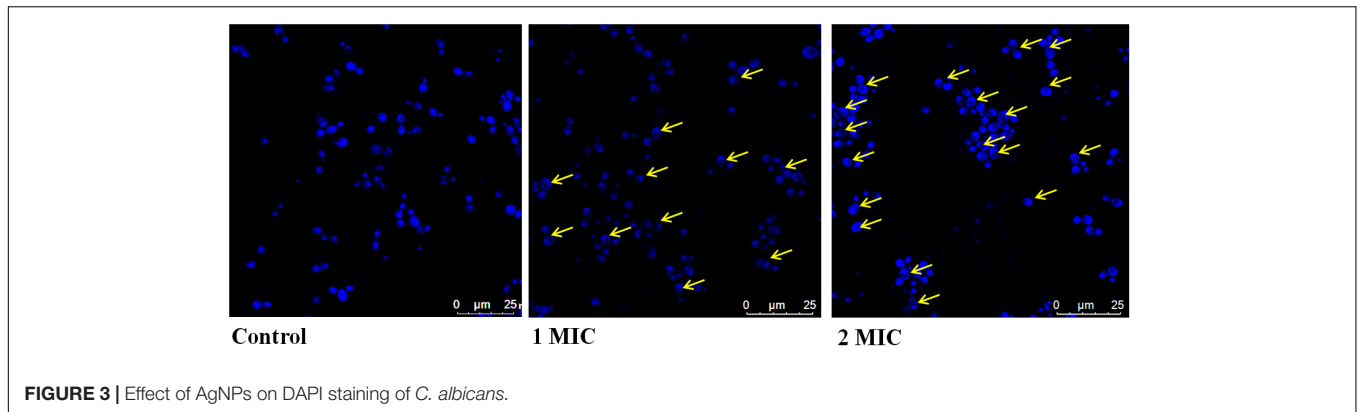 0 µm 25
0 µm 25
0 µm 25
Control
1 MIC
2 MIC
FIGURE 3 | Effect of AgNPs on DAPI staining of C. albicans.